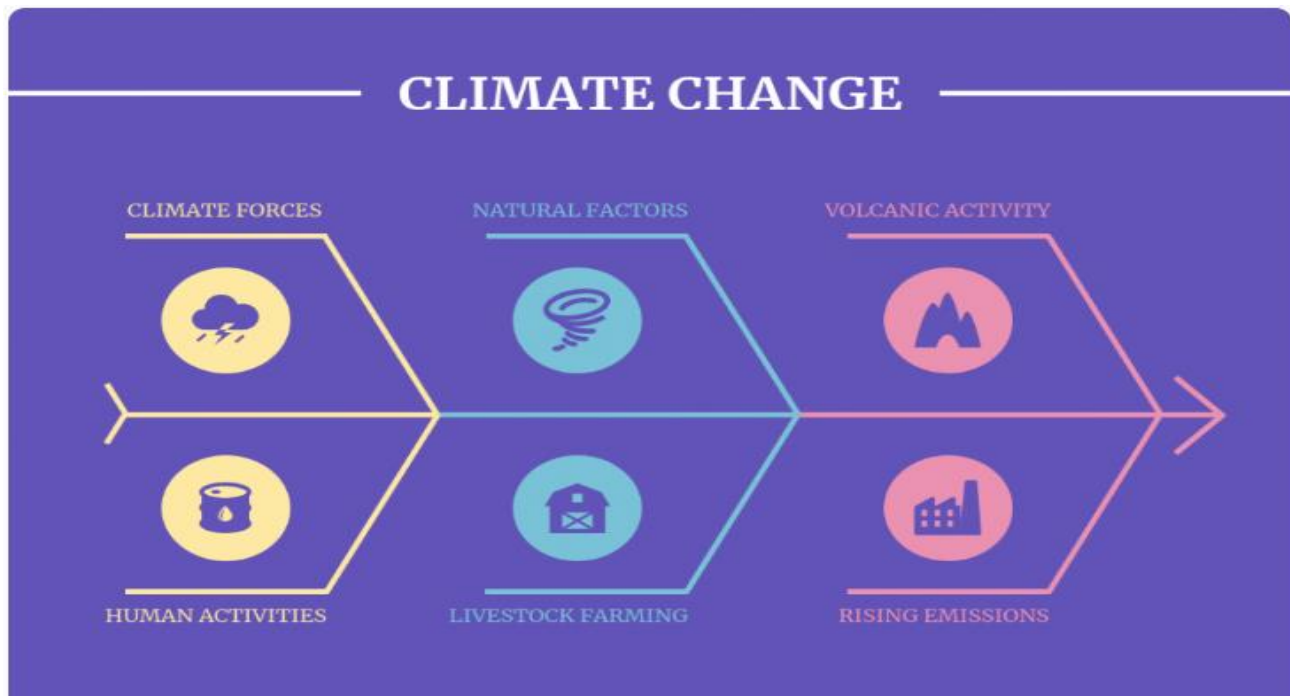 CLIMATE CHANGE
CLIMATE FORCES
NATURAL FACTORS
VOLCANIC ACTIVITY
HUMAN ACTIVITIES
LIVESTOCK FARMING
RISING EMISSIONS